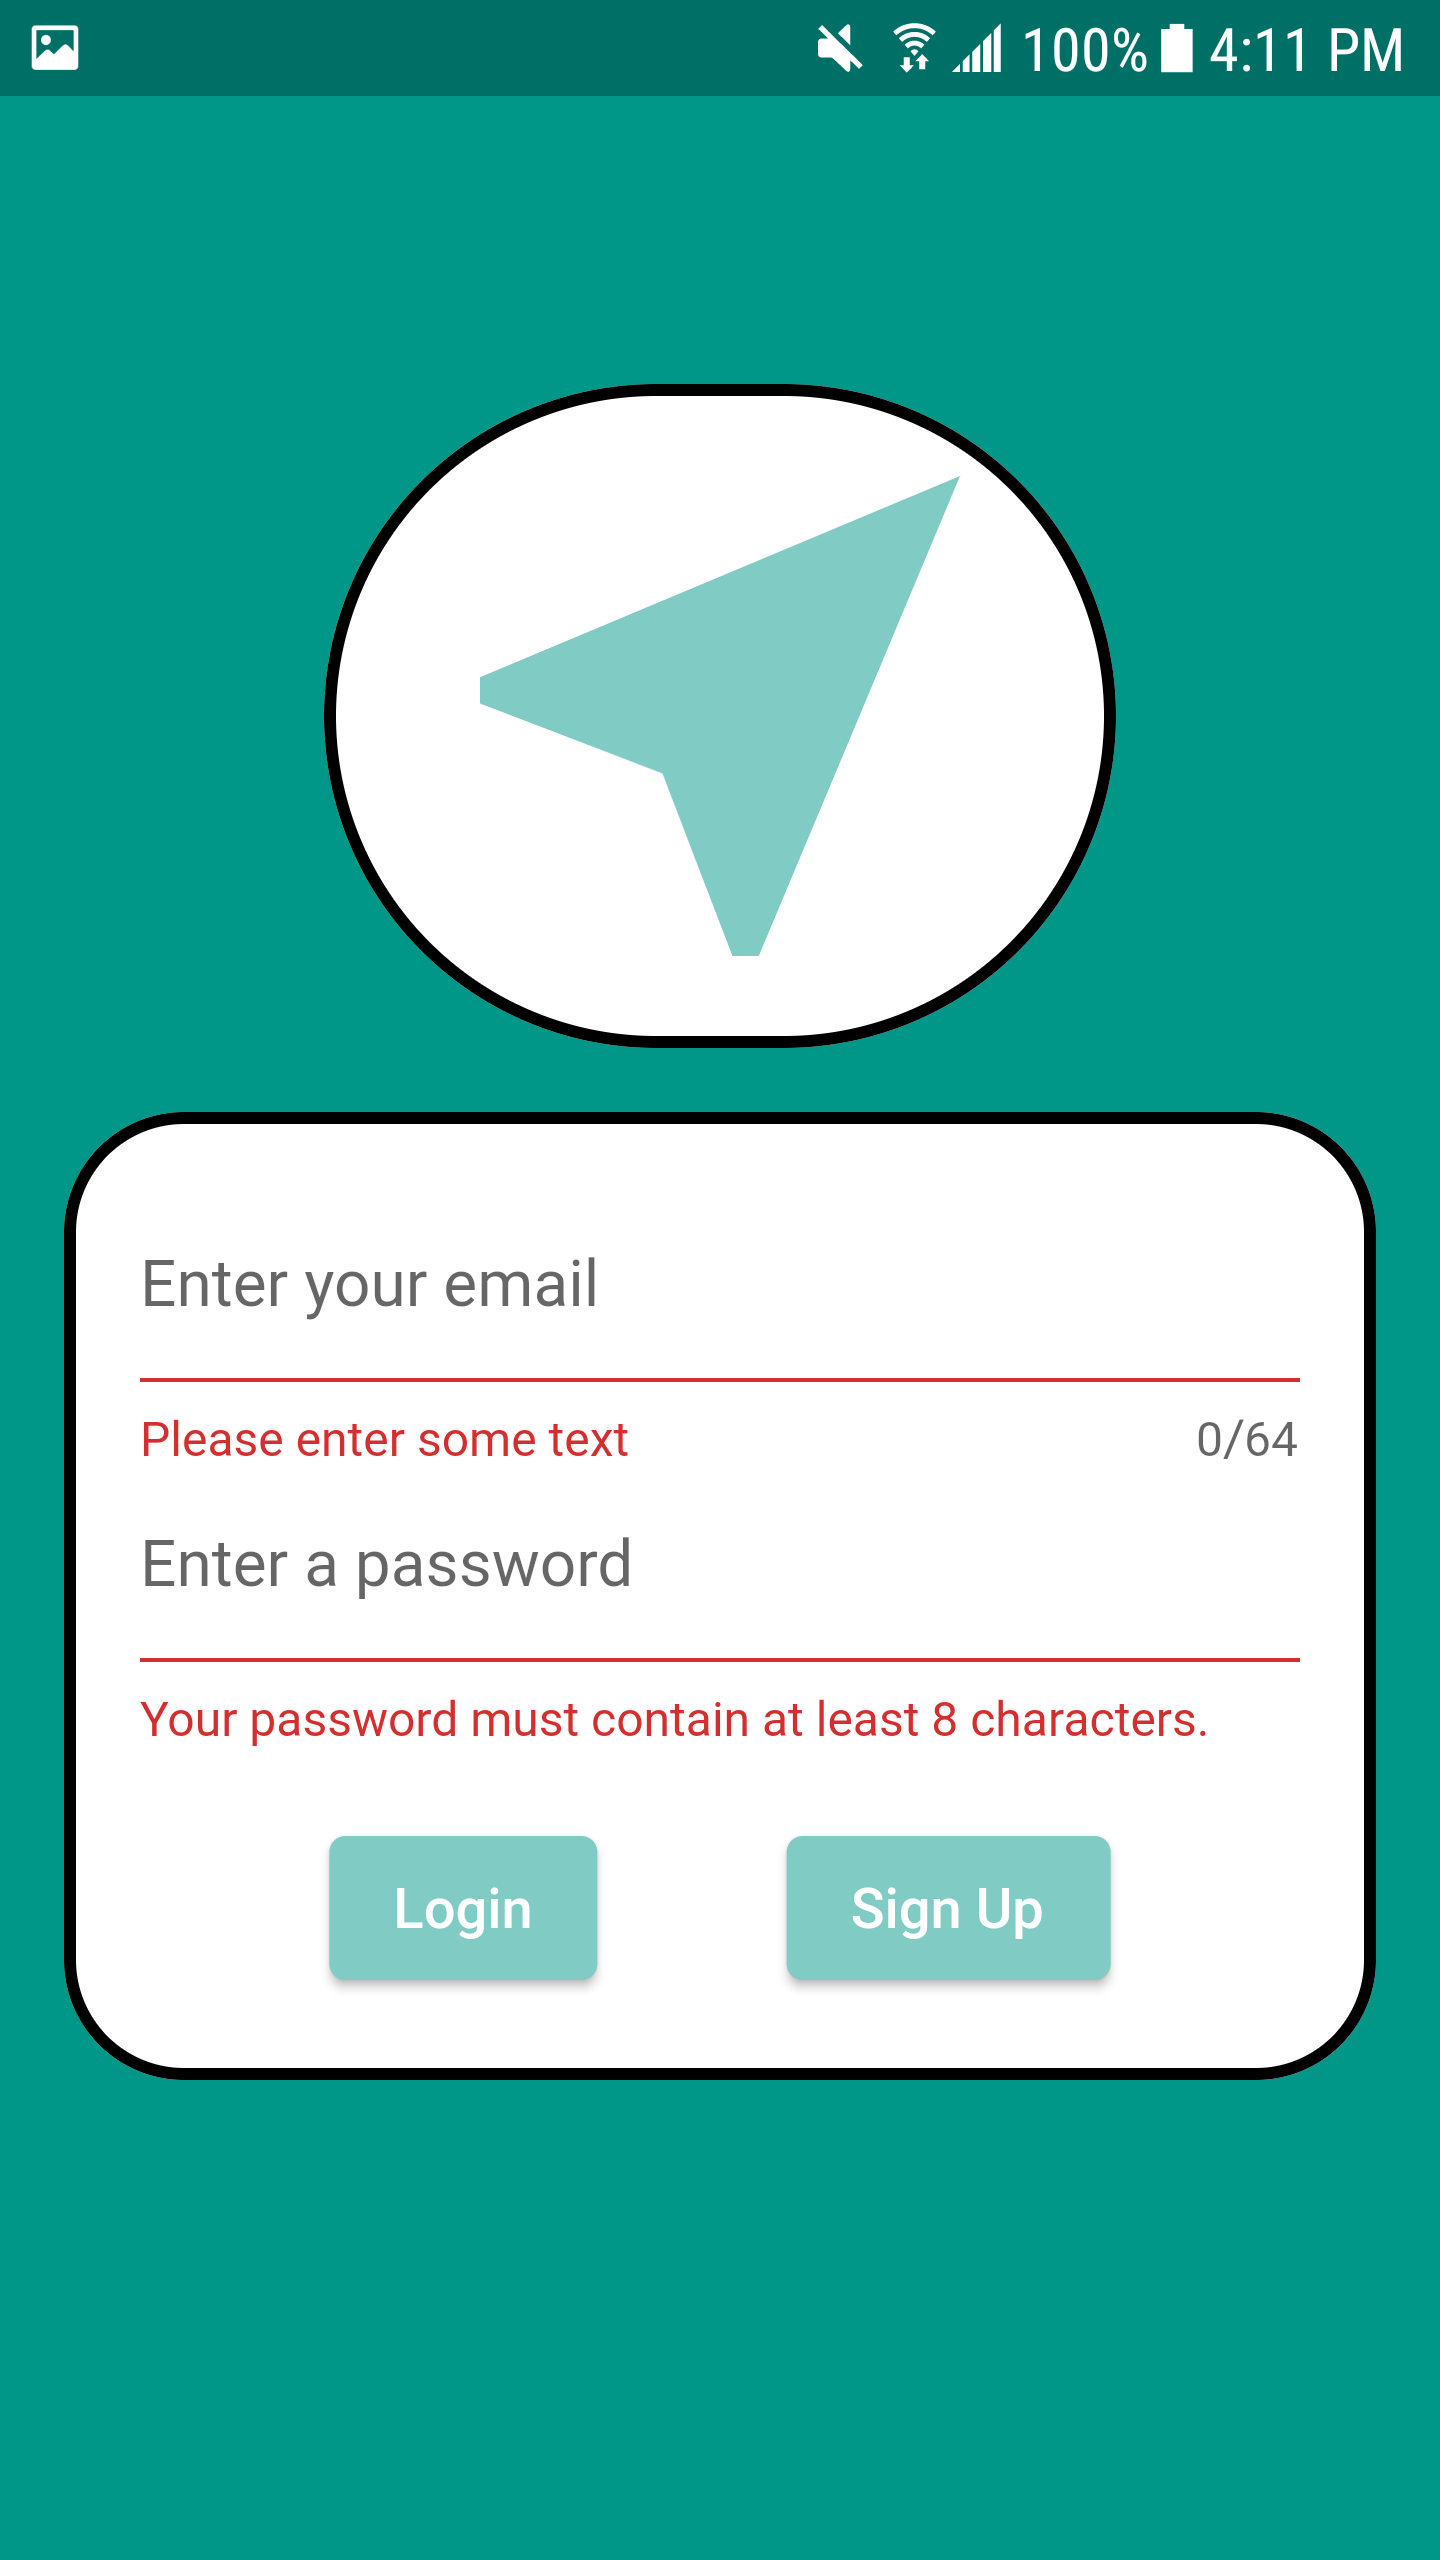 100% 4:11 PM
Enter your email
Please enter some text 0/64
Enter a password
Your password must contain at least 8 characters.
Login Sign Up